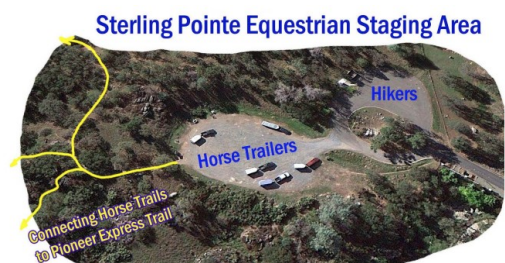 Sterling Pointe Equestrian Staging Area
Hikers
Horse Trailers
Connecting Horse Trails
to Pioneer Express Trail